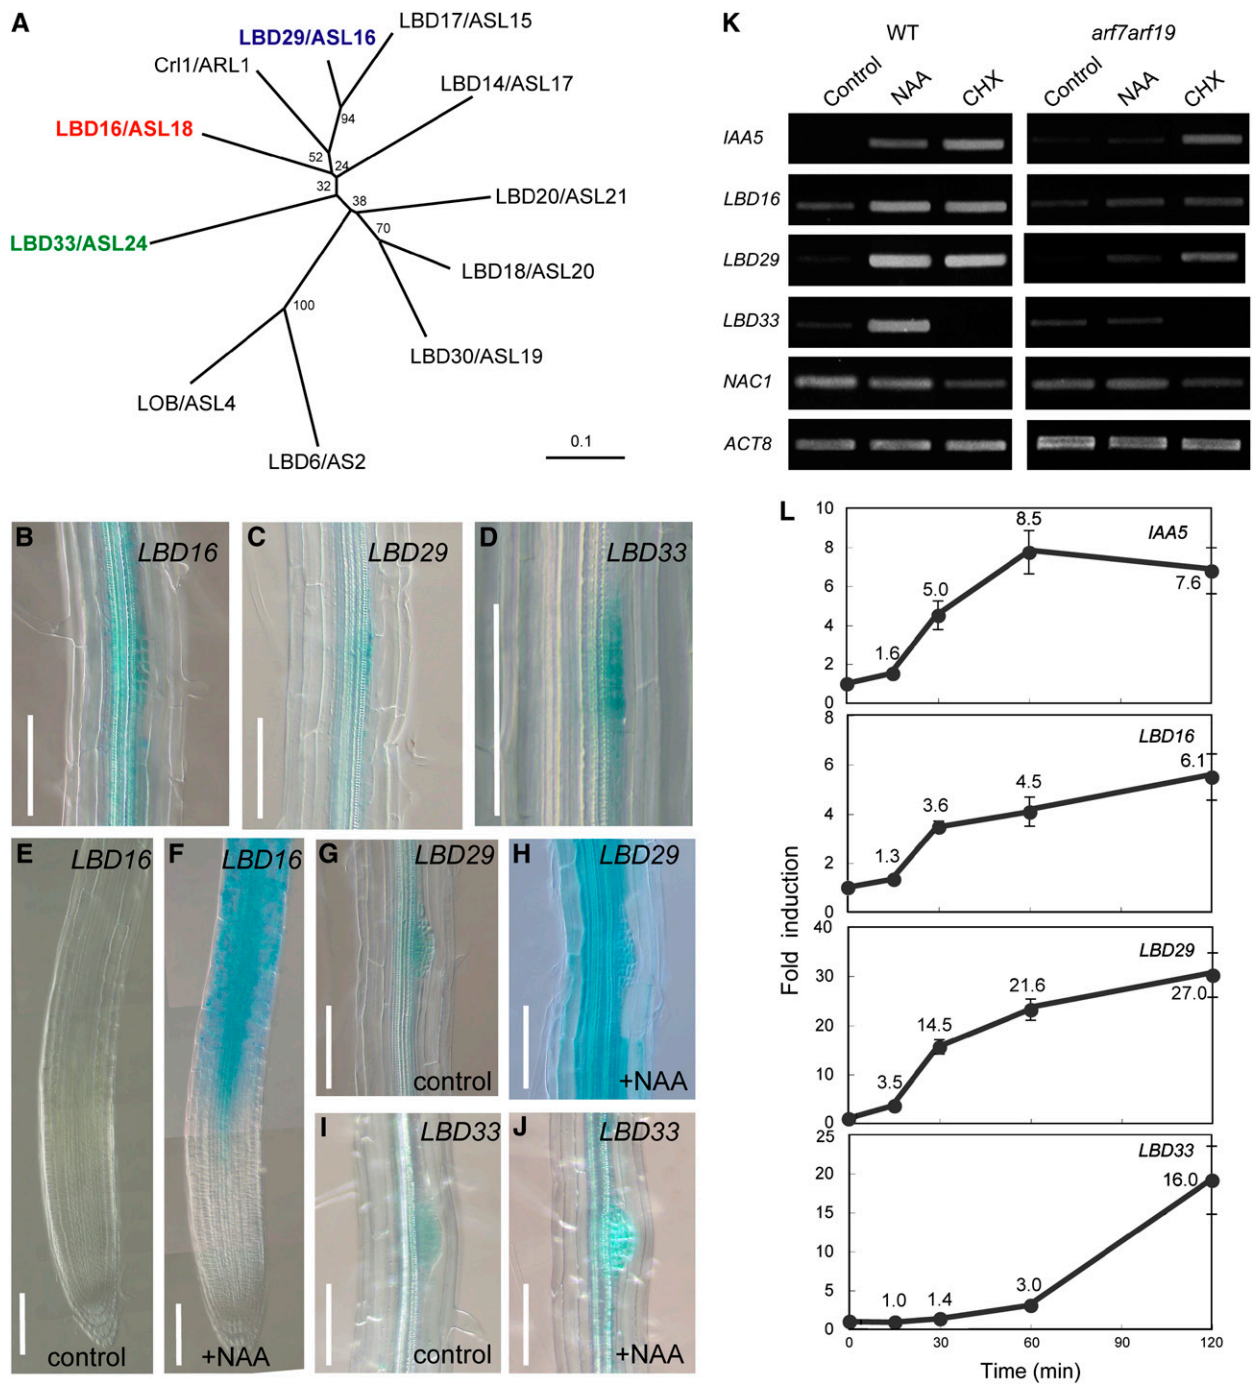 A
LBD17/ASL15
LBD29/ASL16
Crl1/ARL1
LBD14/ASL17
94
LBD16/ASL18
52
24
32
38
LBD20/ASL21
70
LBD33/ASL24
LBD18/ASL20
100
LBD30/ASL19
LOB/ASL4
0.1
LBD6/AS2
K
WT
arf7arf19
Control
NAA
CHX
Control
NAA
CHX
IAA5
LBD16
LBD29
LBD33
NAC1
ACT8
B
LBD16
C
LBD29
D
LBD33
E
LBD16
control
F
LBD16
+NAA
G
LBD29
control
H
LBD29
+NAA
I
LBD33
control
J
LBD33
+NAA
L
Fold induction
10
8
6
4
2
0
IAA5
1.6
5.0
8.5
7.6
8
6
4
2
0
LBD16
1.3
3.6
4.5
6.1
40
30
20
10
0
LBD29
3.5
14.5
21.6
27.0
25
20
15
10
5
0
LBD33
1.0
1.4
3.0
16.0
0
30
60
90
120
Time (min)